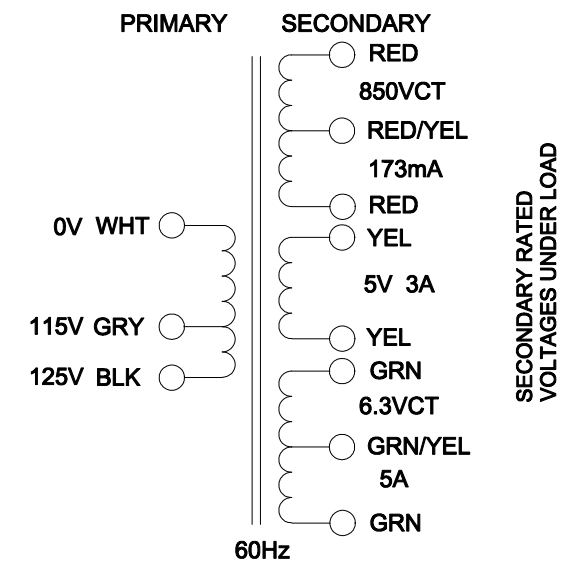 PRIMARY
SECONDARY
RED
850VCT
RED/YEL
173mA
RED
0V WHT
115V GRY
125V BLK
YEL
5V 3A
YEL
GRN
6.3VCT
GRN/YEL
5A
GRN
60Hz
SECONDARY RATED
VOLTAGES UNDER LOAD